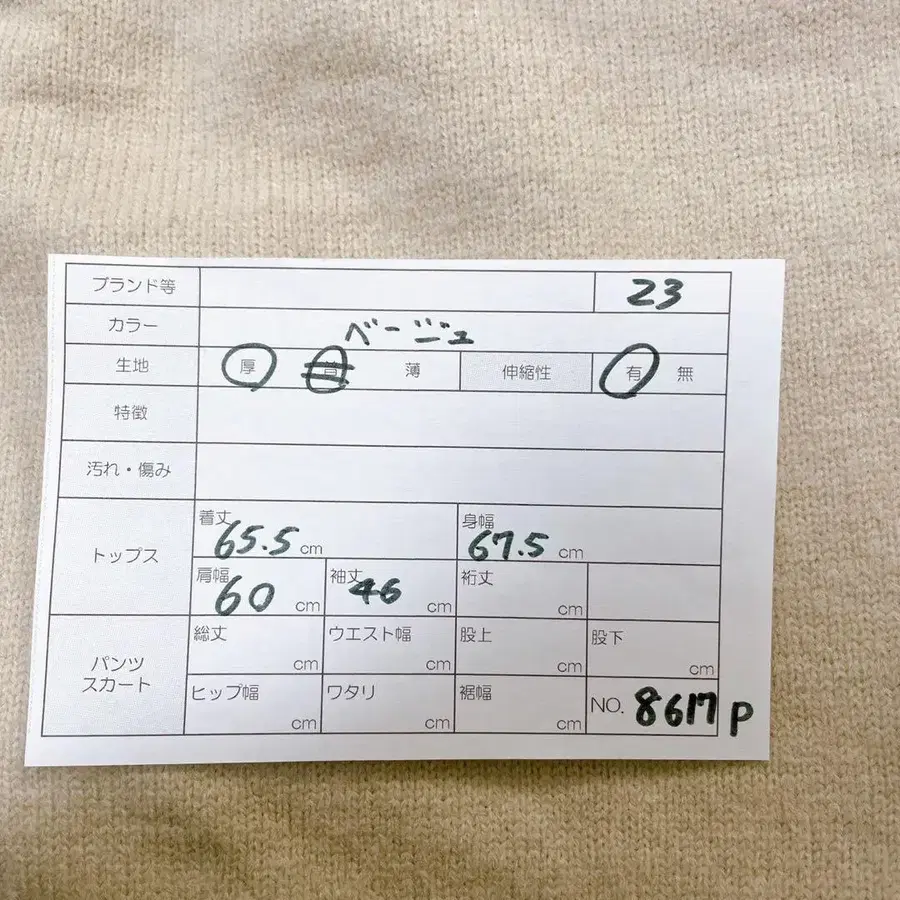 ブランド等 23
カラー ベージュ
生地 厚 普 薄 伸縮性 有 無
特徴
汚れ・傷み
トップス
着丈 65.5 cm 身幅 67.5 cm
肩幅 60 cm 袖丈 46 cm 裄丈 cm
パンツ
スカート
総丈 cm ウエスト幅 cm 股上 cm 股下 cm
ヒップ幅 cm ワタリ cm 裾幅 cm NO. 8617 p